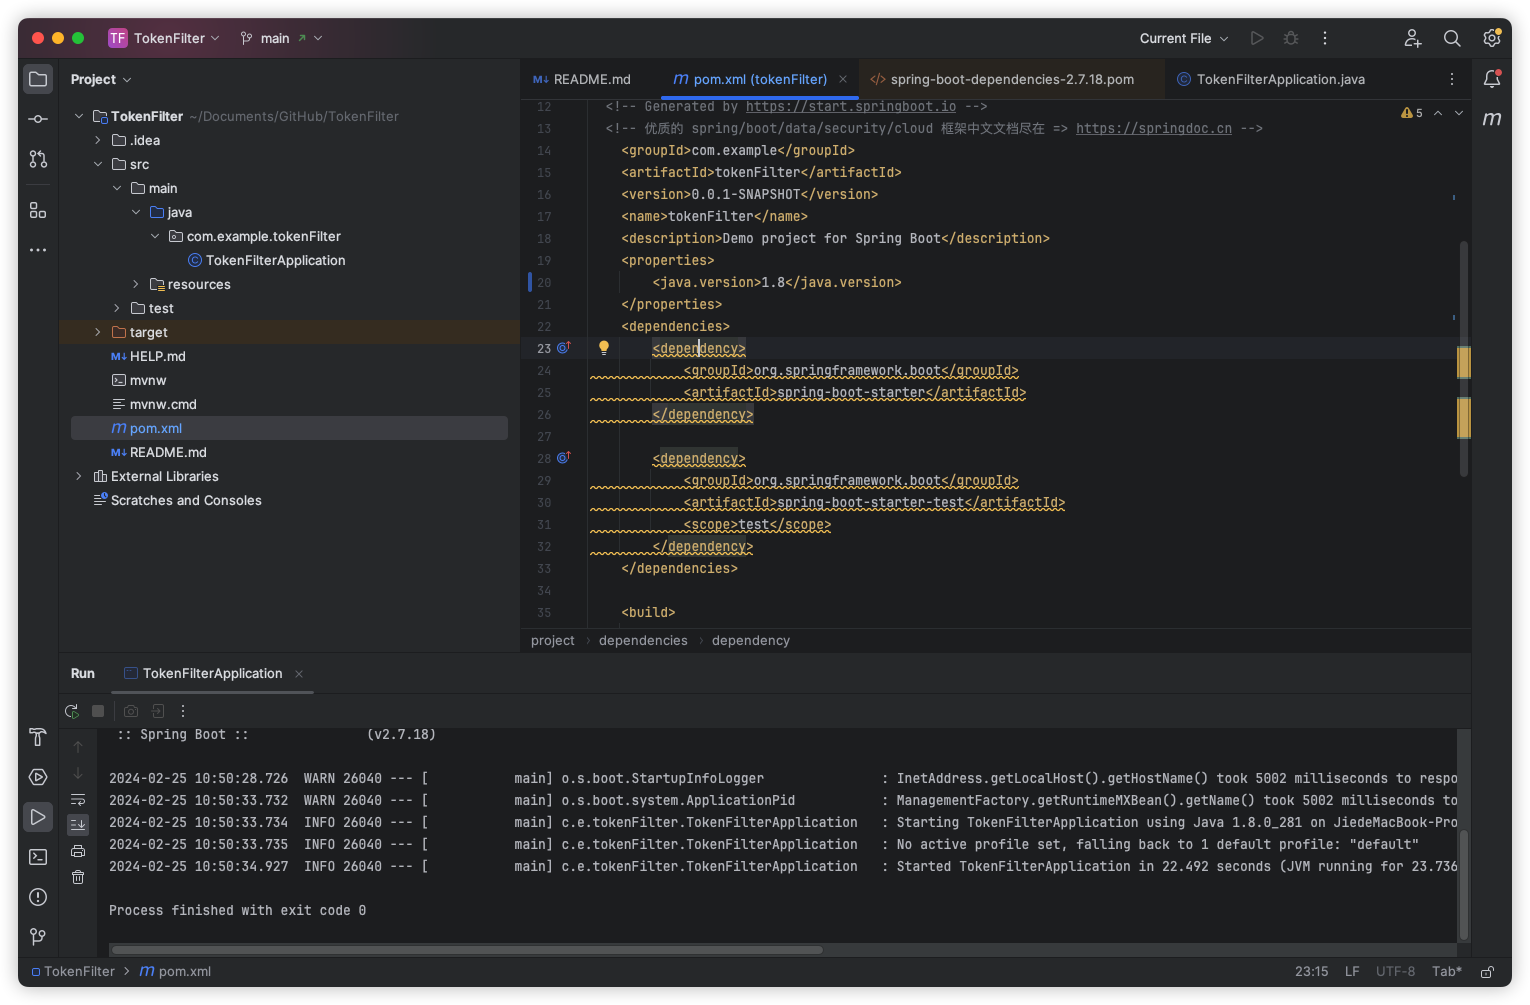 TF TokenFilter main Current File
Project
README.md pom.xml (tokenFilter) spring-boot-dependencies-2.7.18.pom TokenFilterApplication.java
TokenFilter ~/Documents/GitHub/TokenFilter
.idea
src
main
java
com.example.tokenFilter
TokenFilterApplication
resources
test
target
HELP.md
mvnw
mvnw.cmd
pom.xml
README.md
External Libraries
Scratches and Consoles
5
12 <!-- Generated by https://start.springboot.io -->
13 <!-- 优质的 spring/boot/data/security/cloud 框架中文文档尽在 => https://springdoc.cn -->
14 <groupId>com.example</groupId>
15 <artifactId>tokenFilter</artifactId>
16 <version>0.0.1-SNAPSHOT</version>
17 <name>tokenFilter</name>
18 <description>Demo project for Spring Boot</description>
19 <properties>
20 <java.version>1.8</java.version>
21 </properties>
22 <dependencies>
23 <dependency>
24 <groupId>org.springframework.boot</groupId>
25 <artifactId>spring-boot-starter</artifactId>
26 </dependency>
27
28 <dependency>
29 <groupId>org.springframework.boot</groupId>
30 <artifactId>spring-boot-starter-test</artifactId>
31 <scope>test</scope>
32 </dependency>
33 </dependencies>
34
35 <build>
project > dependencies > dependency
Run TokenFilterApplication
:: Spring Boot :: (v2.7.18)
2024-02-25 10:50:28.726 WARN 26040 --- [ main] o.s.boot.StartupInfoLogger : InetAddress.getLocalHost().getHostName() took 5002 milliseconds to respo
2024-02-25 10:50:33.732 WARN 26040 --- [ main] o.s.boot.system.ApplicationPid : ManagementFactory.getRuntimeMXBean().getName() took 5002 milliseconds to
2024-02-25 10:50:33.734 INFO 26040 --- [ main] c.e.tokenFilter.TokenFilterApplication : Starting TokenFilterApplication using Java 1.8.0_281 on JiedeMacBook-Pro
2024-02-25 10:50:33.735 INFO 26040 --- [ main] c.e.tokenFilter.TokenFilterApplication : No active profile set, falling back to 1 default profile: "default"
2024-02-25 10:50:34.927 INFO 26040 --- [ main] c.e.tokenFilter.TokenFilterApplication : Started TokenFilterApplication in 22.492 seconds (JVM running for 23.736
Process finished with exit code 0
TokenFilter > pom.xml 23:15 LF UTF-8 Tab*